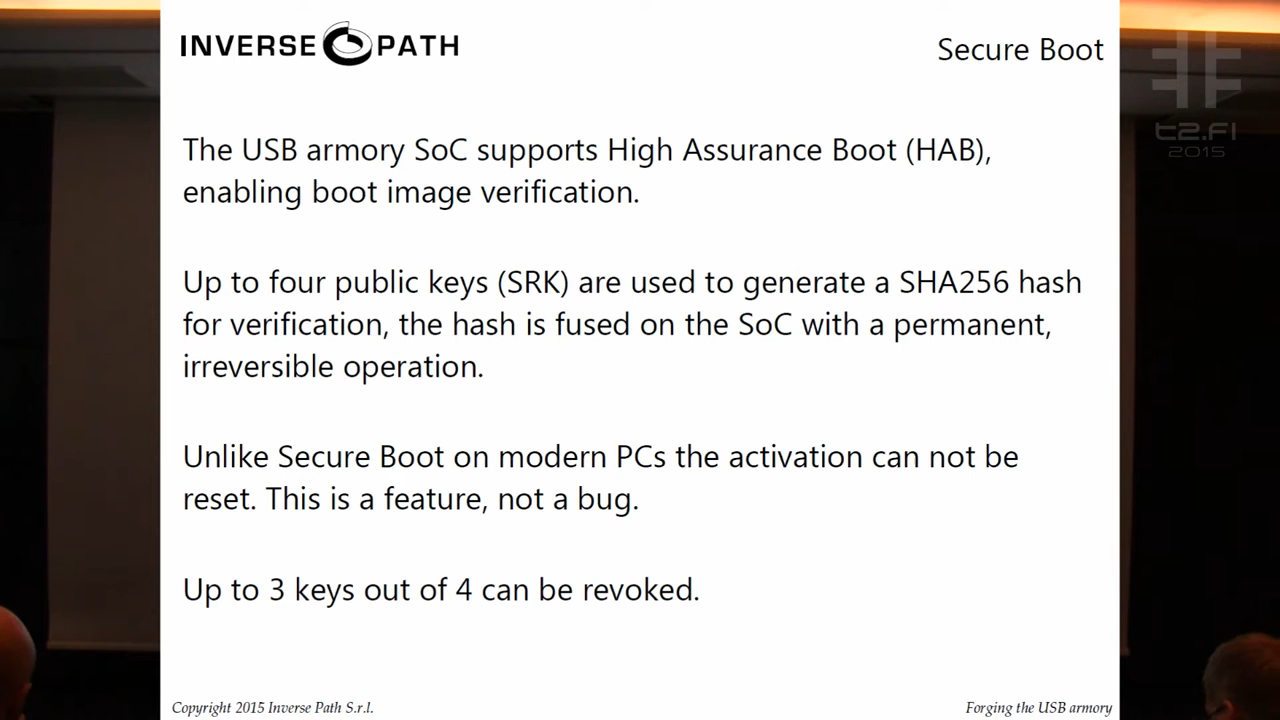 INVERSE PATH
Secure Boot
t2.fi
2015
The USB armory SoC supports High Assurance Boot (HAB),
enabling boot image verification.
Up to four public keys (SRK) are used to generate a SHA256 hash
for verification, the hash is fused on the SoC with a permanent,
irreversible operation.
Unlike Secure Boot on modern PCs the activation can not be
reset. This is a feature, not a bug.
Up to 3 keys out of 4 can be revoked.
Copyright 2015 Inverse Path S.r.l.
Forging the USB armory